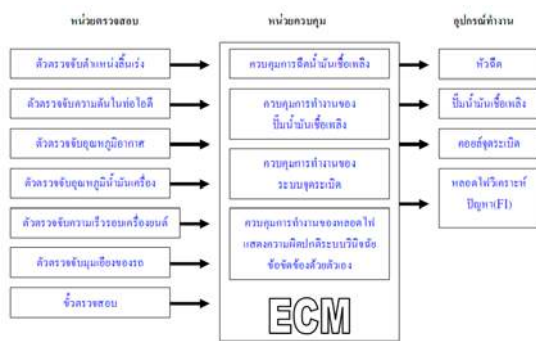 หน่วยตรวจสอบ
หน่วยควบคุม
อุปกรณ์ทำงาน
ตัวตรวจจับตำแหน่งลิ้นเร่ง
ตัวตรวจจับความดันในท่อไอดี
ตัวตรวจจับอุณหภูมิอากาศ
ตัวตรวจจับอุณหภูมิน้ำมันเครื่อง
ตัวตรวจจับความเร็วรอบเครื่องยนต์
ตัวตรวจจับมุมเอียงของรถ
ขั้วตรวจสอบ
ควบคุมการฉีดน้ำมันเชื้อเพลิง
ควบคุมการทำงานของ
ปั๊มน้ำมันเชื้อเพลิง
ควบคุมการทำงานของ
ระบบจุดระเบิด
ควบคุมการทำงานของหลอดไฟ
แสดงความผิดปกติระบบวินิจฉัย
ข้อขัดข้องด้วยตัวเอง
ECM
หัวฉีด
ปั๊มน้ำมันเชื้อเพลิง
คอยล์จุดระเบิด
หลอดไฟวิเคราะห์
ปัญหา(FI)